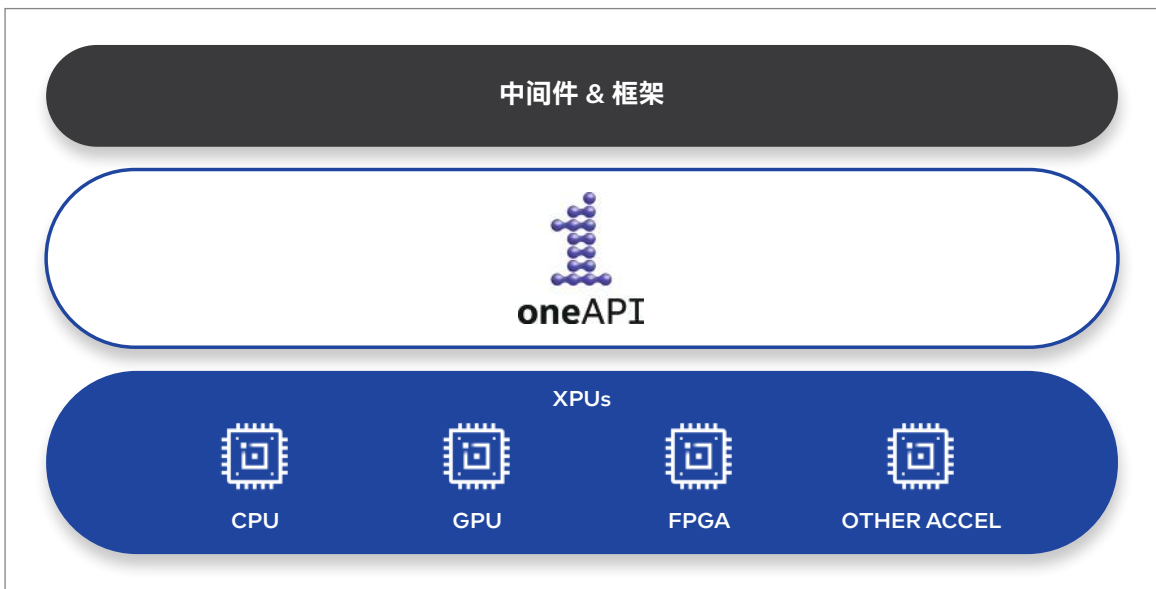 中间件 & 框架
oneAPI
XPUs
CPU
GPU
FPGA
OTHER ACCEL